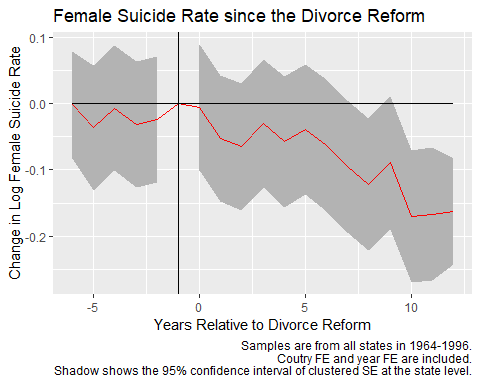 Female Suicide Rate since the Divorce Reform
Change in Log Female Suicide Rate
0.1
0.0
-0.1
-0.2
-5
0
5
10
Years Relative to Divorce Reform
Samples are from all states in 1964-1996.
Coutry FE and year FE are included.
Shadow shows the 95% confidence interval of clustered SE at the state level.